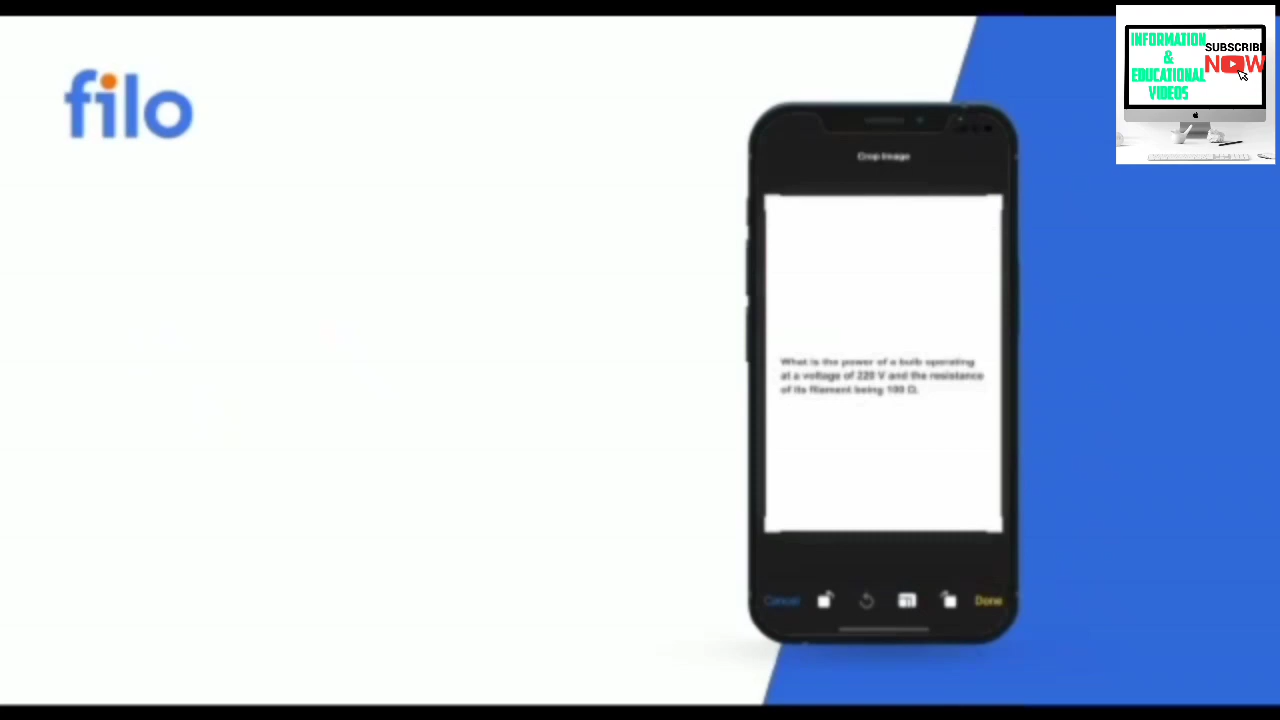 filo
INFORMATION
&
EDUCATIONAL
VIDEOS
SUBSCRIBE
NOW
Crop Image
What is the power of a bulb operating
at a voltage of 220 V and the resistance
of its filament being 100 Ω.
Cancel
Done